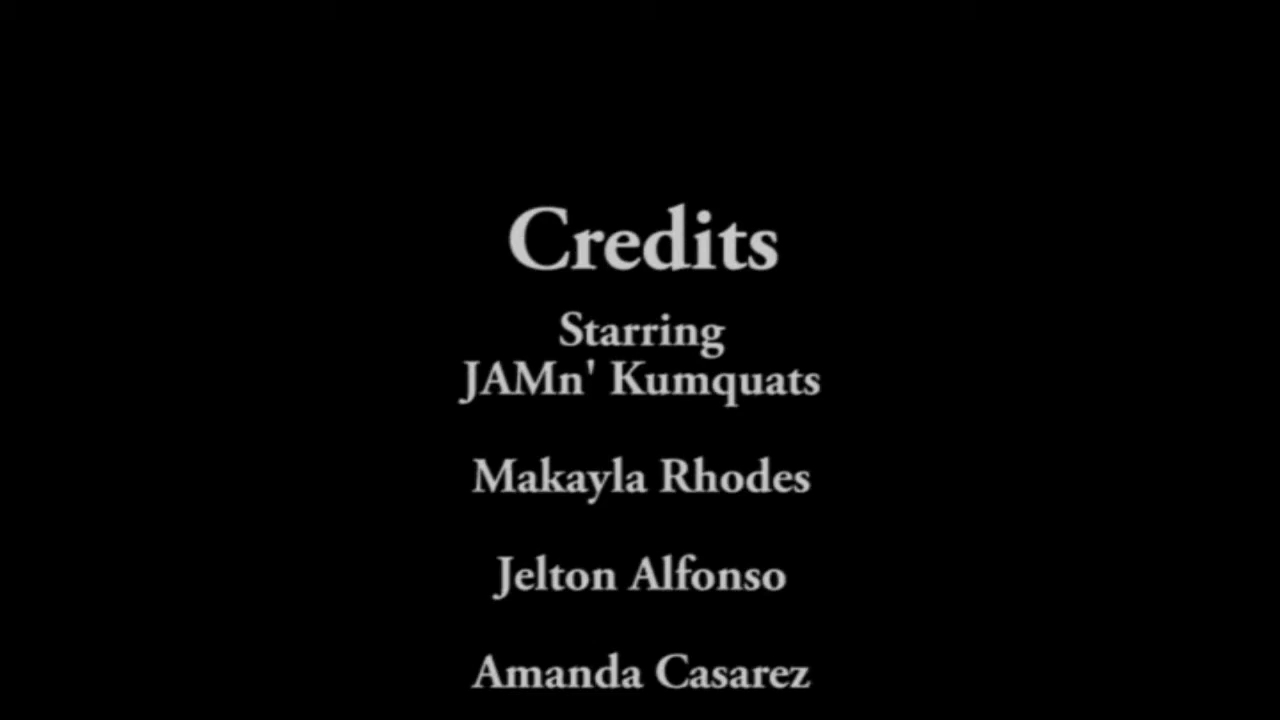 Credits
Starring
JAMn' Kumquats
Makayla Rhodes
Jelton Alfonso
Amanda Casarez